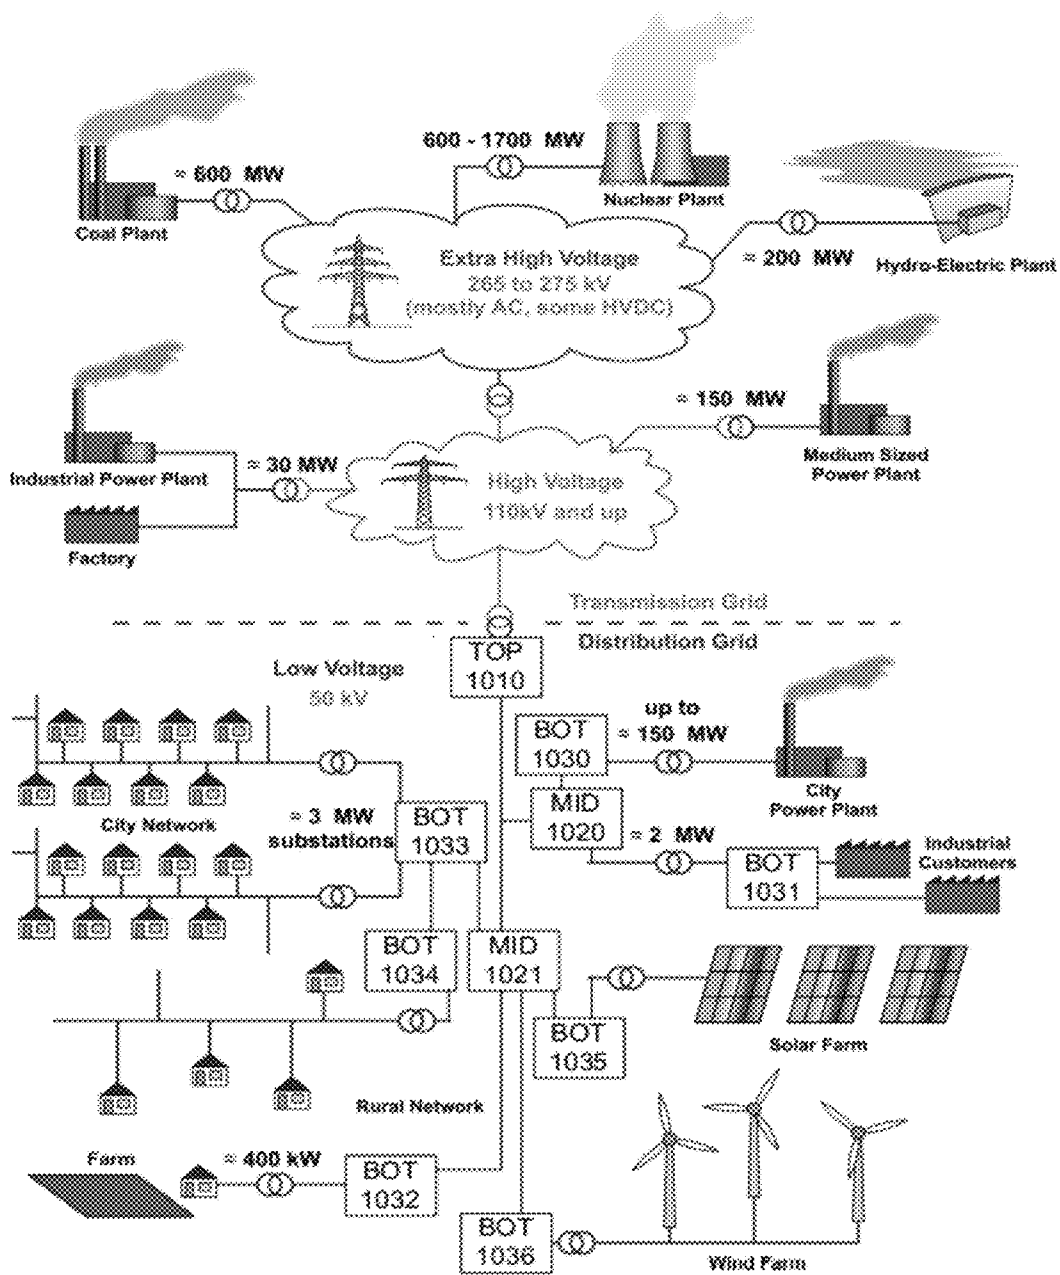 600 - 1700 MW
≈ 600 MW
Nuclear Plant
Coal Plant
Extra High Voltage
265 to 275 kV
(mostly AC, some HVDC)
≈ 200 MW
Hydro-Electric Plant
≈ 150 MW
Medium Sized
Power Plant
Industrial Power Plant
≈ 30 MW
High Voltage
110kV and up
Factory
Transmission Grid
Distribution Grid
TOP
1010
Low Voltage
50 kV
BOT
1030
up to
≈ 150 MW
City
Power Plant
MID
1020
City Network
≈ 3 MW
substations
BOT
1033
≈ 2 MW
BOT
1031
Industrial
Customers
BOT
1034
MID
1021
BOT
1035
Solar Farm
Rural Network
Farm
≈ 400 kW
BOT
1032
BOT
1036
Wind Farm